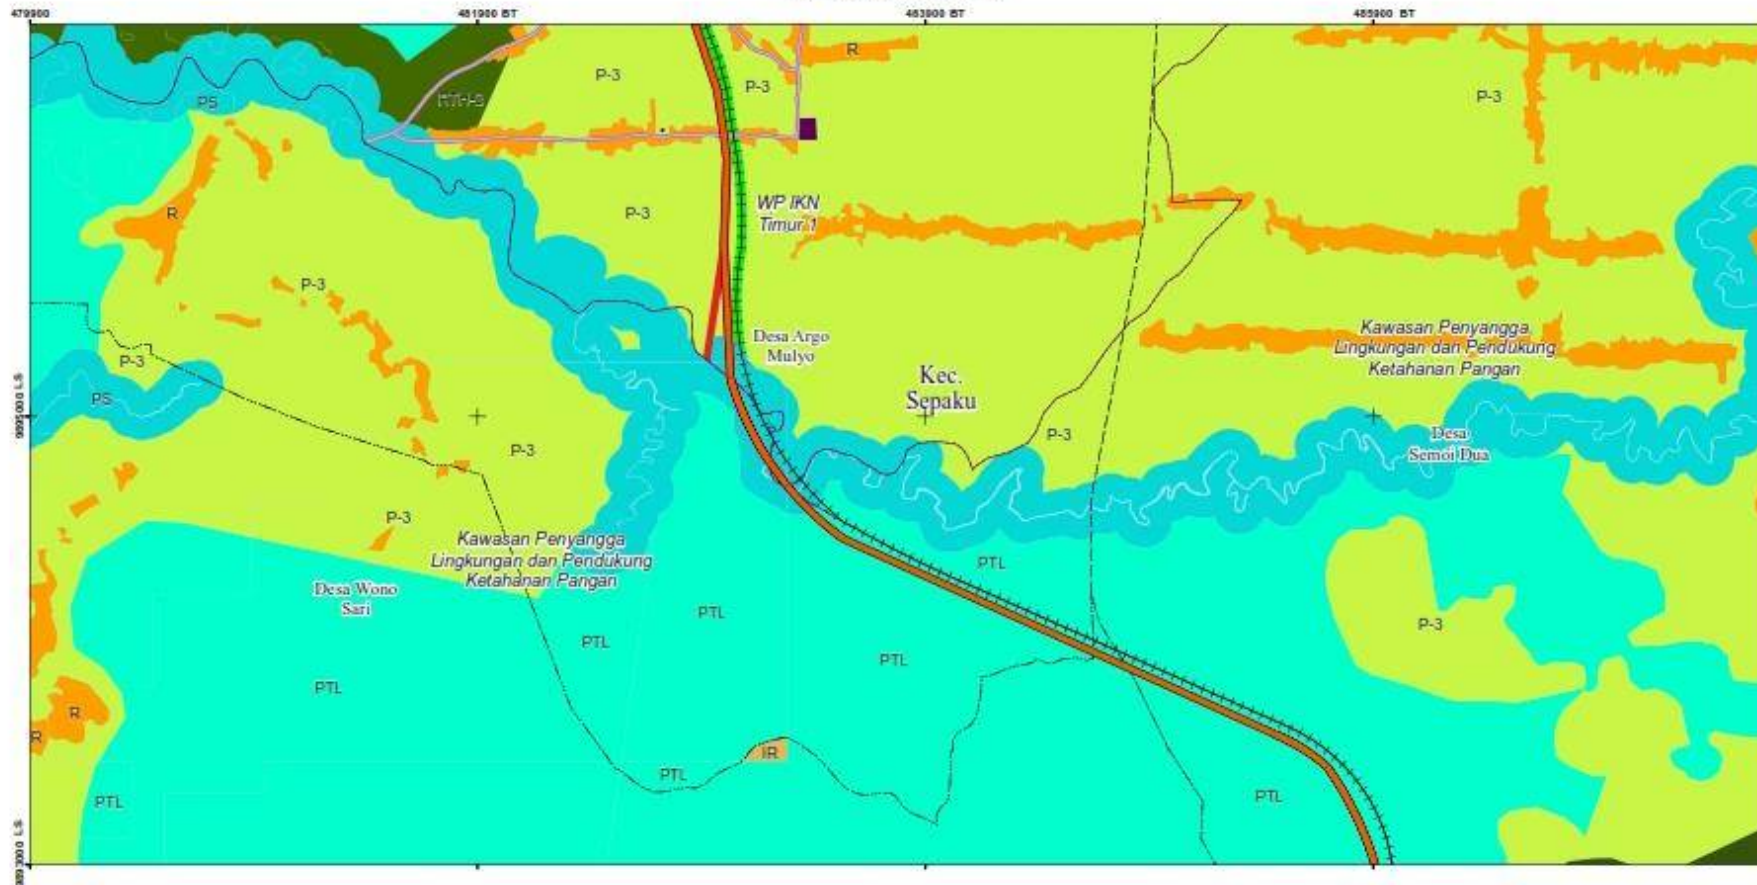 479900
481900 BT
483900 BT
485900 BT
R
P-3
P-3
P-3
PS
P-3
WP IKN
Timur 1
R
P-3
Desa Argo
Mulyo
Kawasan Penyangga
Lingkungan dan Pendukung
Ketahanan Pangan
P-3
Kec.
Sepaku
PS
P-3
P-3
Desa
Semoi Dua
P-3
Kawasan Penyangga
Lingkungan dan Pendukung
Ketahanan Pangan
PTL
Desa Wono
Sari
PTL
P-3
PTL
PTL
PTL
R
R
IR
PTL
PTL
PTL